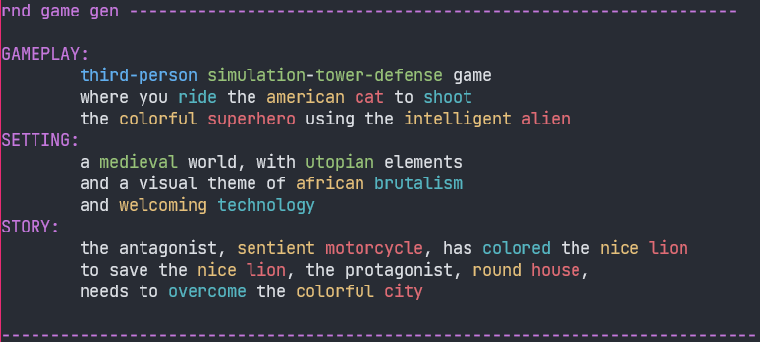 rnd game gen --------------------------------------------------------------
GAMEPLAY:
third-person simulation-tower-defense game
where you ride the american cat to shoot
the colorful superhero using the intelligent alien
SETTING:
a medieval world, with utopian elements
and a visual theme of african brutalism
and welcoming technology
STORY:
the antagonist, sentient motorcycle, has colored the nice lion
to save the nice lion, the protagonist, round house,
needs to overcome the colorful city
-----------------------------------------------------------------------------